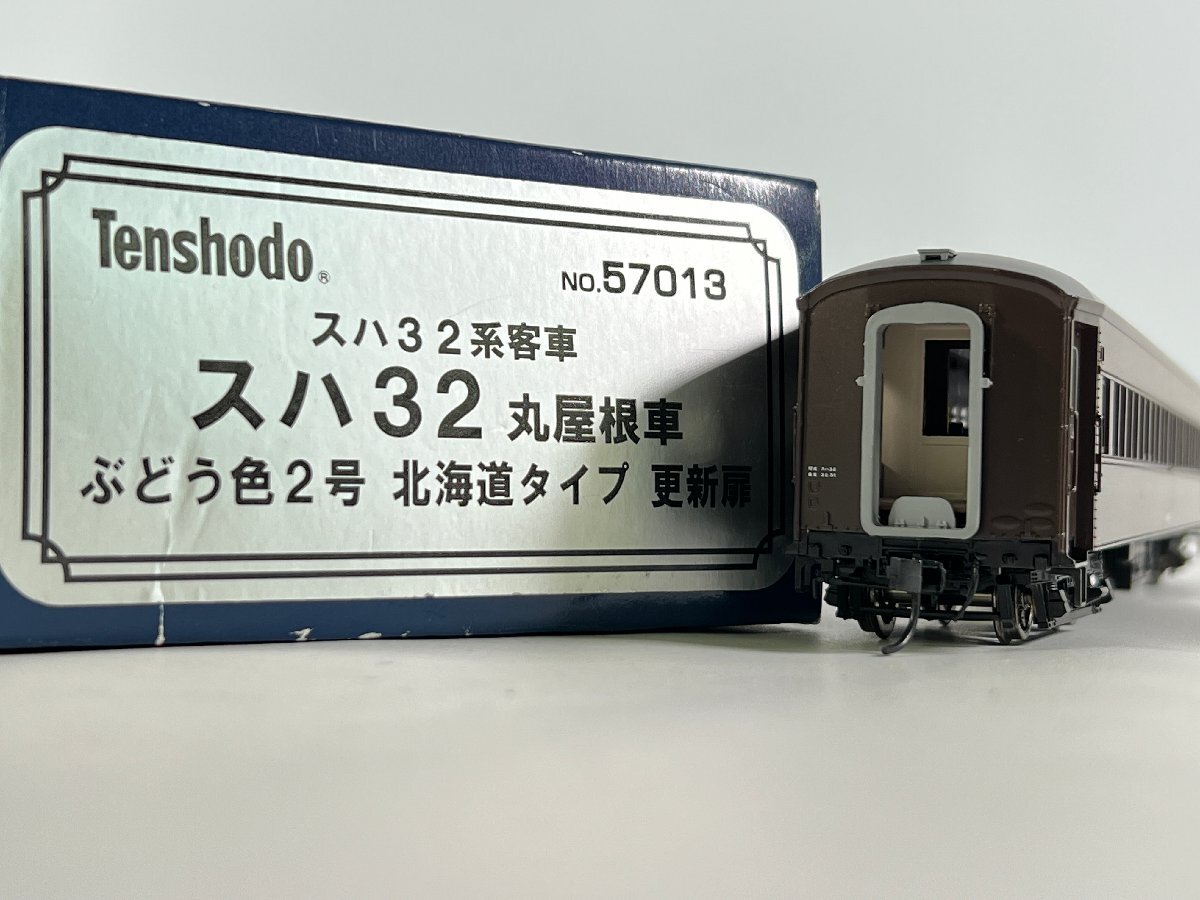 Tenshodo®
NO.57013
スハ32系客車
スハ32 丸屋根車
ぶどう色2号 北海道タイプ 更新扉